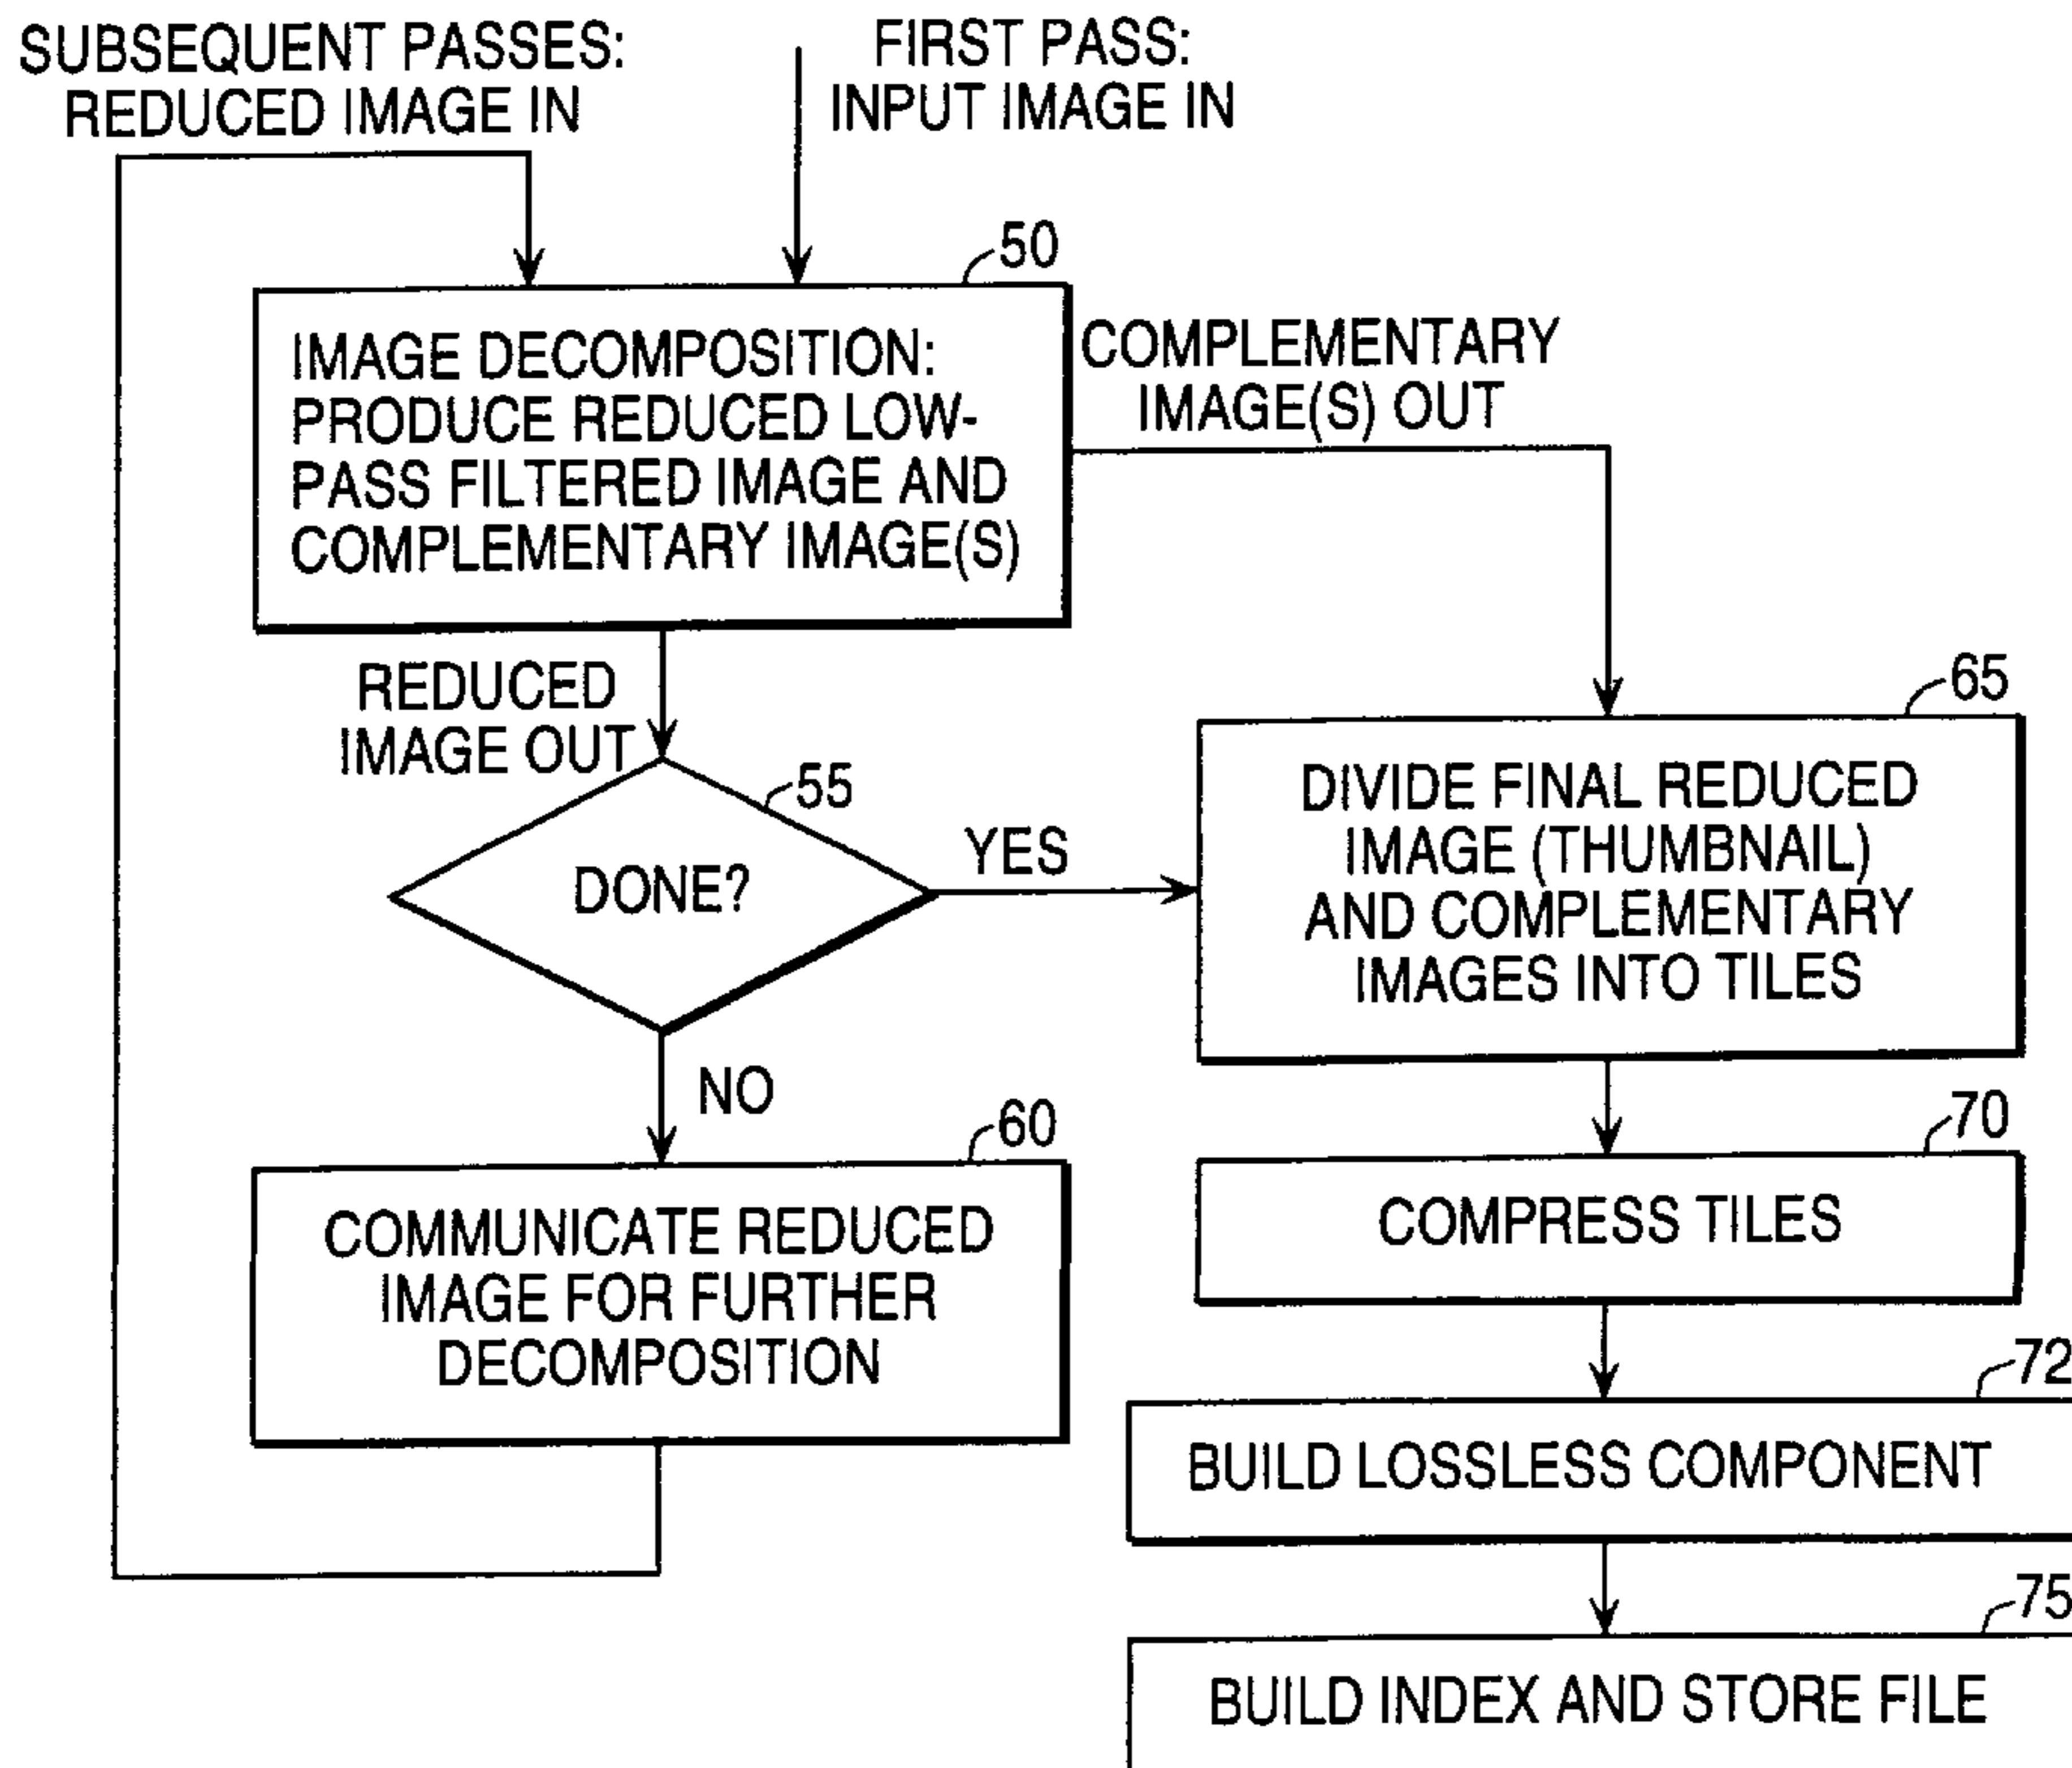 SUBSEQUENT PASSES:
REDUCED IMAGE IN
FIRST PASS:
INPUT IMAGE IN
50
IMAGE DECOMPOSITION:
PRODUCE REDUCED LOW-
PASS FILTERED IMAGE AND
COMPLEMENTARY IMAGE(S)
COMPLEMENTARY
IMAGE(S) OUT
REDUCED
IMAGE OUT
55
DONE?
YES
NO
60
COMMUNICATE REDUCED
IMAGE FOR FURTHER
DECOMPOSITION
65
DIVIDE FINAL REDUCED
IMAGE (THUMBNAIL)
AND COMPLEMENTARY
IMAGES INTO TILES
70
COMPRESS TILES
72
BUILD LOSSLESS COMPONENT
75
BUILD INDEX AND STORE FILE